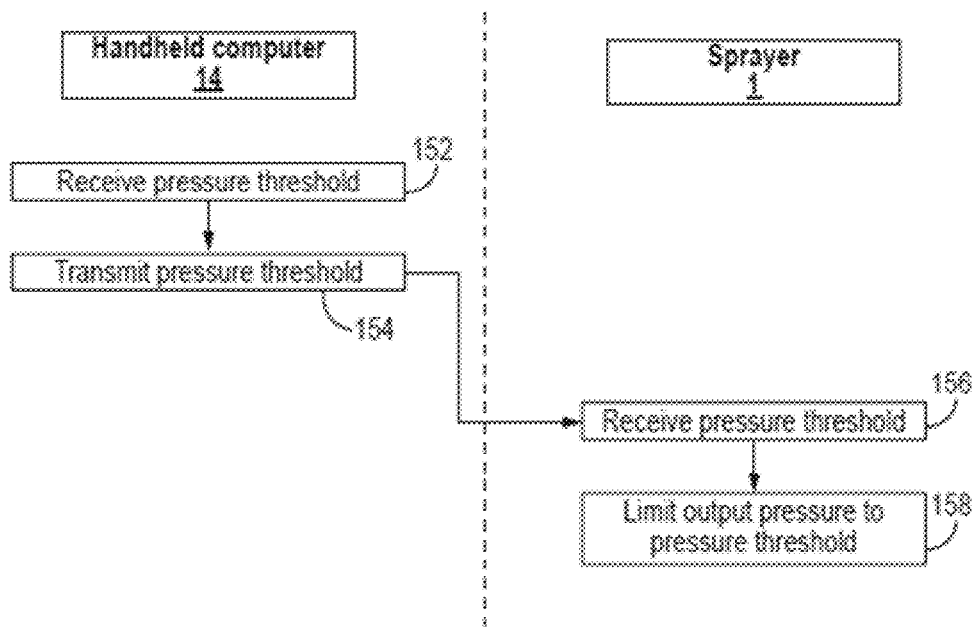 Handheld computer
14
Sprayer
1
152
Receive pressure threshold
Transmit pressure threshold
154
156
Receive pressure threshold
158
Limit output pressure to
pressure threshold